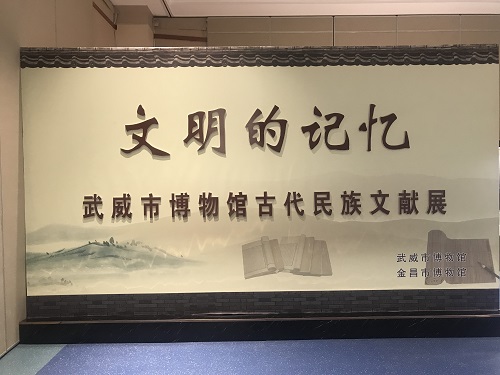 文明的记忆
武威市博物馆古代民族文献展
武威市博物馆
金昌市博物馆